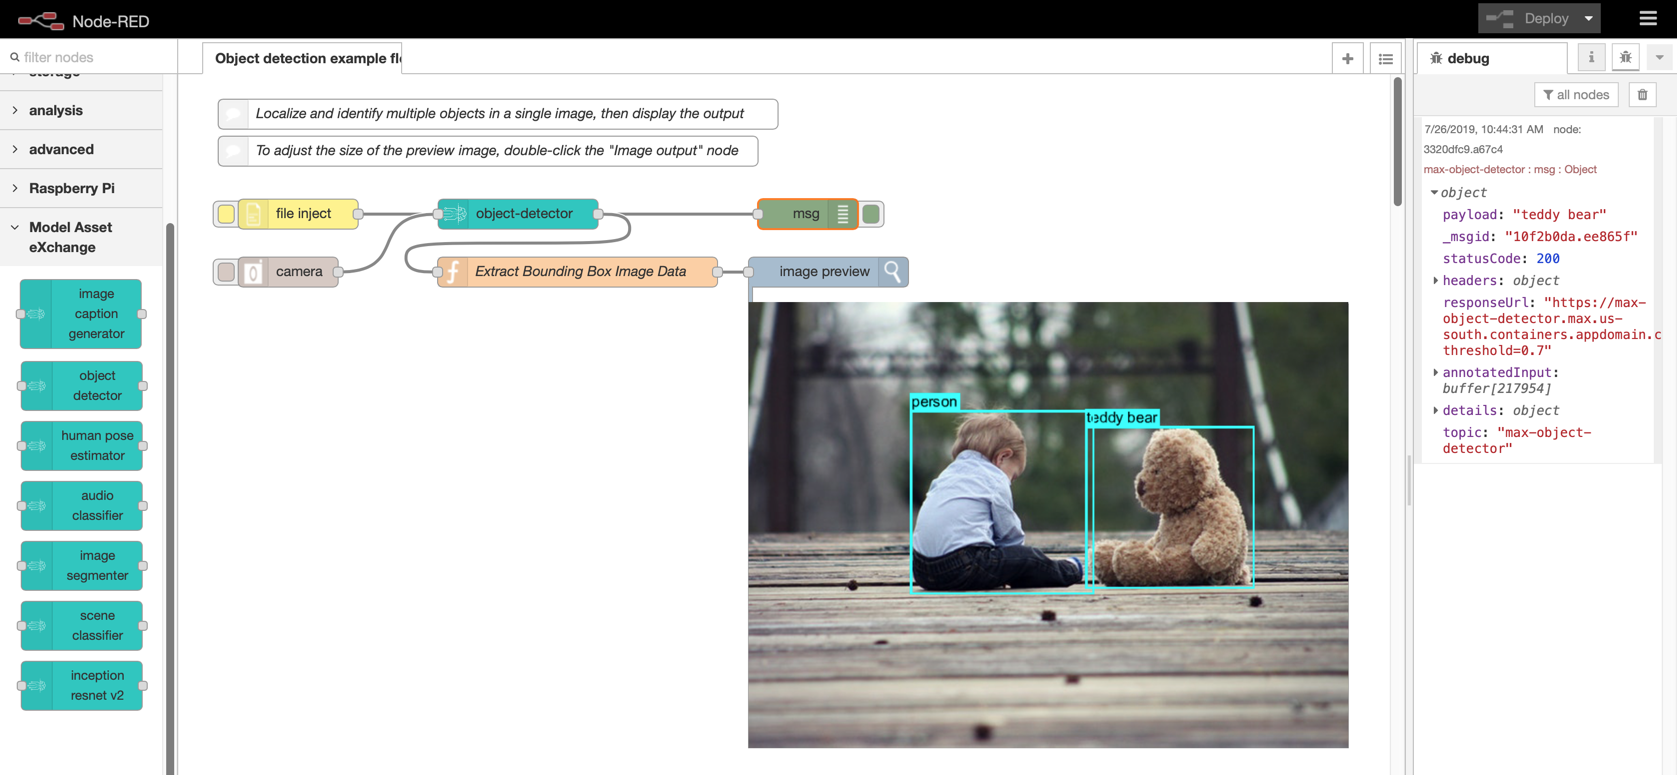 Node-RED
Deploy
filter nodes
storage
analysis
advanced
Raspberry Pi
Model Asset
eXchange
image
caption
generator
object
detector
human pose
estimator
audio
classifier
image
segmenter
scene
classifier
inception
resnet v2
Object detection example fl
Localize and identify multiple objects in a single image, then display the output
To adjust the size of the preview image, double-click the "Image output" node
file inject
object-detector
msg
camera
Extract Bounding Box Image Data
image preview
person
teddy bear
debug
i
all nodes
7/26/2019, 10:44:31 AM node:
3320dfc9.a67c4
max-object-detector : msg : Object
object
payload: "teddy bear"
_msgid: "10f2b0da.ee865f"
statusCode: 200
headers: object
responseUrl: "https://max-
object-detector.max.us-
south.containers.appdomain.c
threshold=0.7"
annotatedInput:
buffer[217954]
details: object
topic: "max-object-
detector"